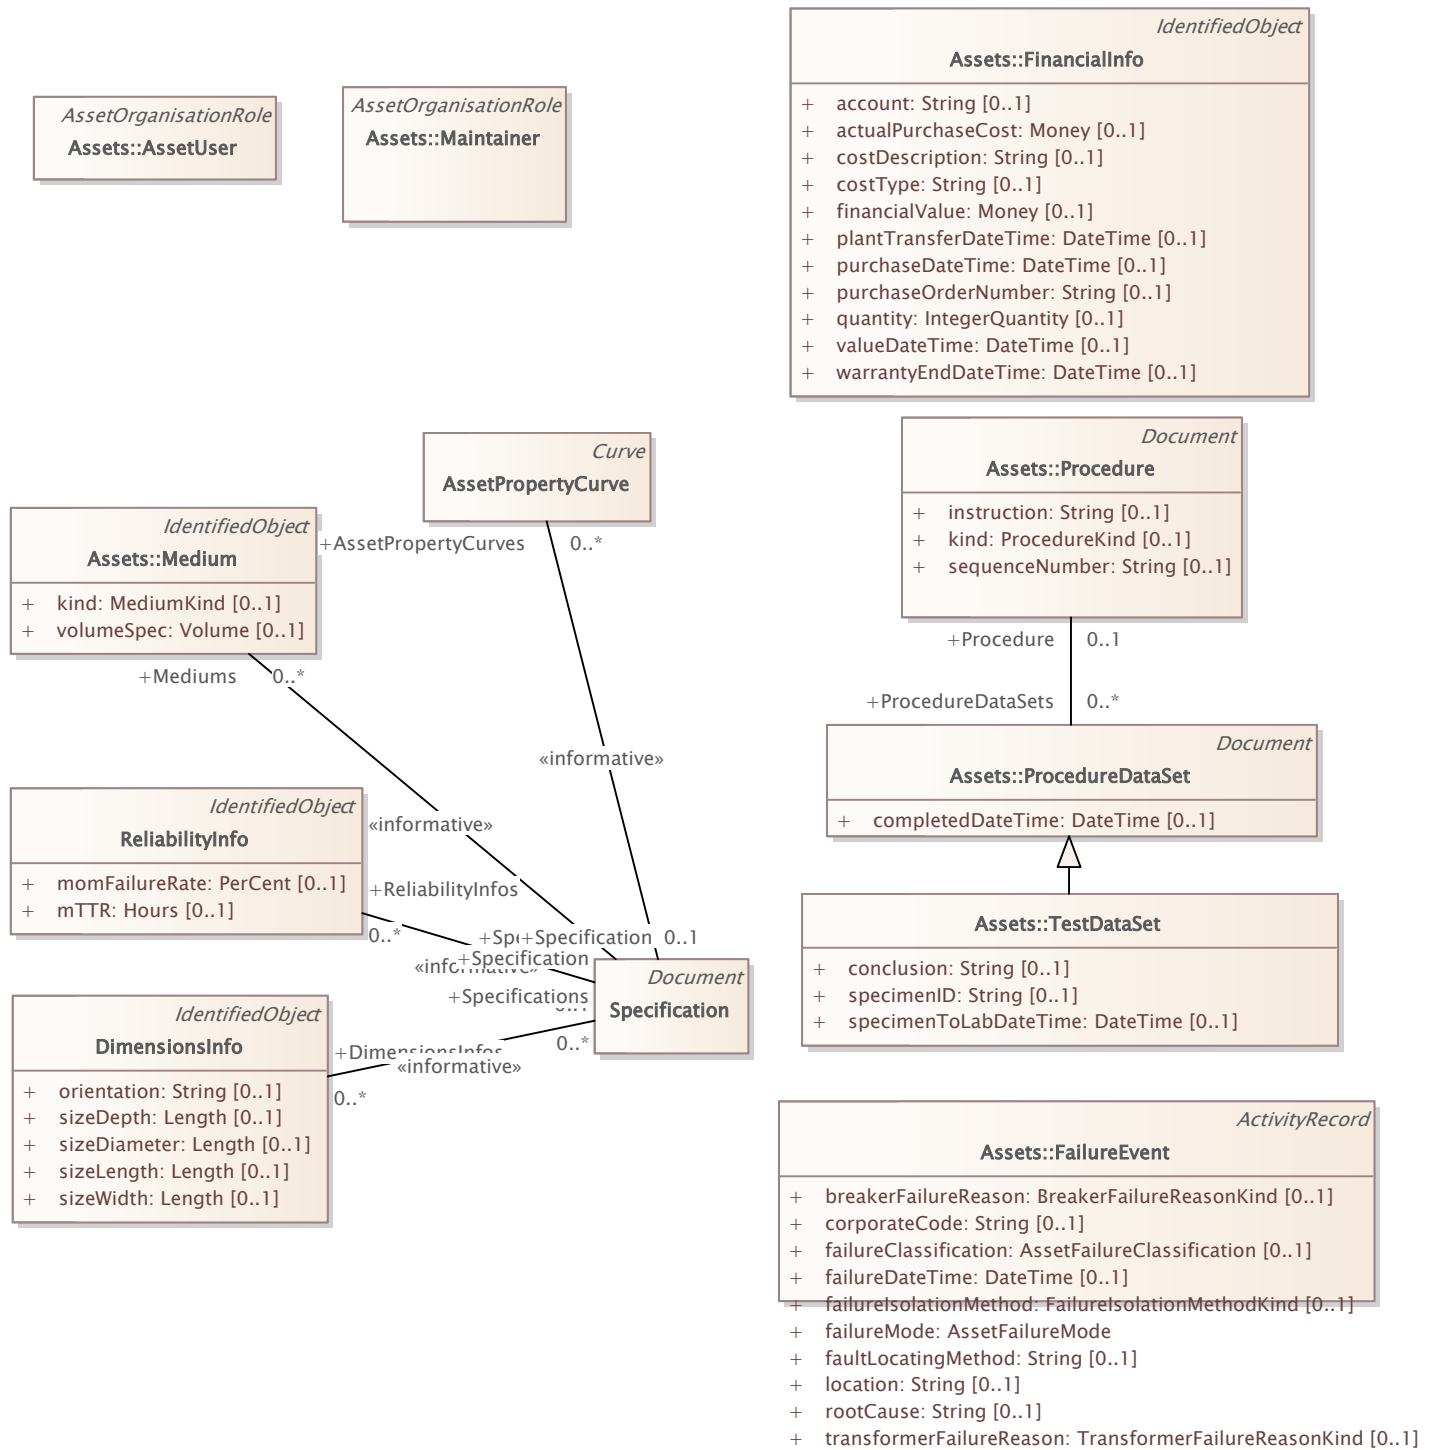 AssetOrganisationRole
Assets::AssetUser
AssetOrganisationRole
Assets::Maintainer
IdentifiedObject
Assets::FinancialInfo
+ account: String [0..1]
+ actualPurchaseCost: Money [0..1]
+ costDescription: String [0..1]
+ costType: String [0..1]
+ financialValue: Money [0..1]
+ plantTransferDateTime: DateTime [0..1]
+ purchaseDateTime: DateTime [0..1]
+ purchaseOrderNumber: String [0..1]
+ quantity: IntegerQuantity [0..1]
+ valueDateTime: DateTime [0..1]
+ warrantyEndDateTime: DateTime [0..1]
Curve
AssetPropertyCurve
+AssetPropertyCurves 0..*
Document
Assets::Procedure
+ instruction: String [0..1]
+ kind: ProcedureKind [0..1]
+ sequenceNumber: String [0..1]
+Procedure 0..1
+ProcedureDataSets 0..*
IdentifiedObject
Assets::Medium
+ kind: MediumKind [0..1]
+ volumeSpec: Volume [0..1]
+Mediums 0..*
«informative»
Document
Assets::ProcedureDataSet
+ completedDateTime: DateTime [0..1]
«informative»
IdentifiedObject
ReliabilityInfo
+ momFailureRate: PerCent [0..1]
+ mTTR: Hours [0..1]
+ReliabilityInfos
0..*
Assets::TestDataSet
+ conclusion: String [0..1]
+ specimenID: String [0..1]
+ specimenToLabDateTime: DateTime [0..1]
+Specification 0..1
+Specification
«informative»
+Specifications
0..*
Document
Specification
IdentifiedObject
DimensionsInfo
+ orientation: String [0..1]
+ sizeDepth: Length [0..1]
+ sizeDiameter: Length [0..1]
+ sizeLength: Length [0..1]
+ sizeWidth: Length [0..1]
+DimensionsInfos
«informative»
0..*
ActivityRecord
Assets::FailureEvent
+ breakerFailureReason: BreakerFailureReasonKind [0..1]
+ corporateCode: String [0..1]
+ failureClassification: AssetFailureClassification [0..1]
+ failureDateTime: DateTime [0..1]
+ failureIsolationMethod: FailureIsolationMethodKind [0..1]
+ failureMode: AssetFailureMode
+ faultLocatingMethod: String [0..1]
+ location: String [0..1]
+ rootCause: String [0..1]
+ transformerFailureReason: TransformerFailureReasonKind [0..1]